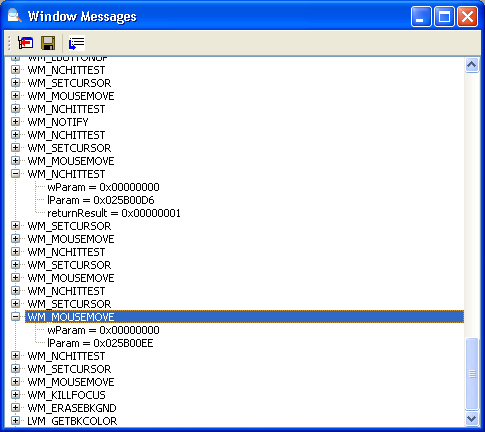 Window Messages
WM_LBUTTONUP
WM_NCHITTEST
WM_SETCURSOR
WM_MOUSEMOVE
WM_NCHITTEST
WM_NOTIFY
WM_NCHITTEST
WM_SETCURSOR
WM_MOUSEMOVE
WM_NCHITTEST
wParam = 0x00000000
lParam = 0x025B00D6
returnResult = 0x00000001
WM_SETCURSOR
WM_MOUSEMOVE
WM_NCHITTEST
WM_SETCURSOR
WM_MOUSEMOVE
WM_NCHITTEST
WM_SETCURSOR
WM_MOUSEMOVE
wParam = 0x00000000
lParam = 0x025B00EE
WM_NCHITTEST
WM_SETCURSOR
WM_MOUSEMOVE
WM_KILLFOCUS
WM_ERASEBKGND
LVM_GETBKCOLOR